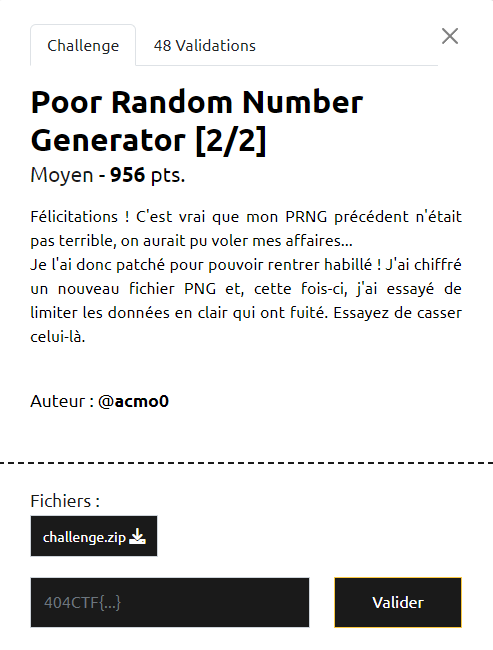 Challenge
48 Validations
Poor Random Number
Generator [2/2]
Moyen - 956 pts.
Félicitations ! C'est vrai que mon PRNG précédent n'était
pas terrible, on aurait pu voler mes affaires...
Je l'ai donc patché pour pouvoir rentrer habillé ! J'ai chiffré
un nouveau fichier PNG et, cette fois-ci, j'ai essayé de
limiter les données en clair qui ont fuité. Essayez de casser
celui-là.
Auteur : @acmo0
Fichiers :
challenge.zip
404CTF{...}
Valider